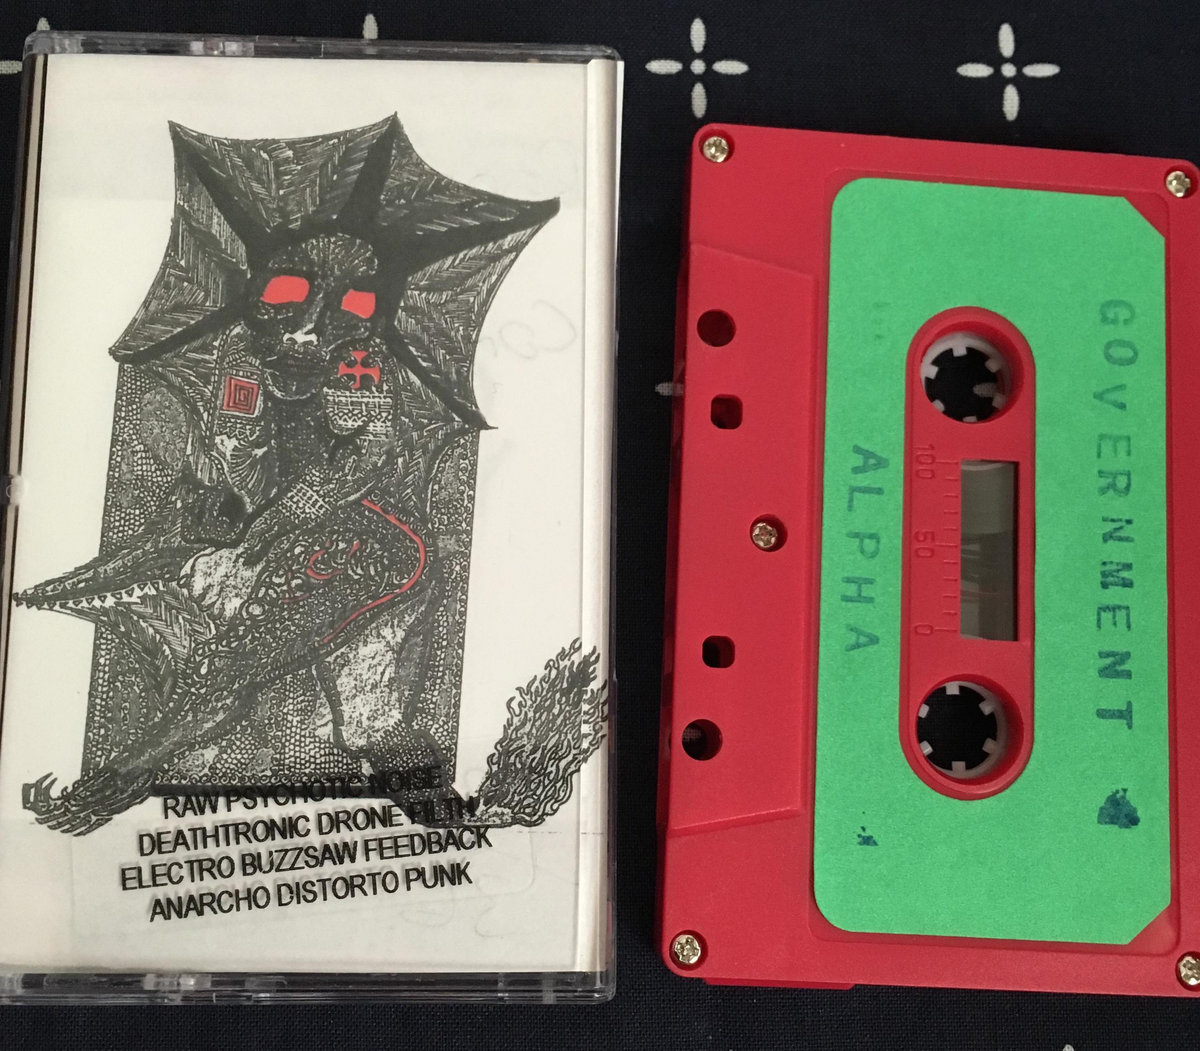 RAW PSYCHOTIC NOISE
DEATHTRONIC DRONE FILTH
ELECTRO BUZZSAW FEEDBACK
ANARCHO DISTORTO PUNK
GOVERNMENT
ALPHA
100 50 0